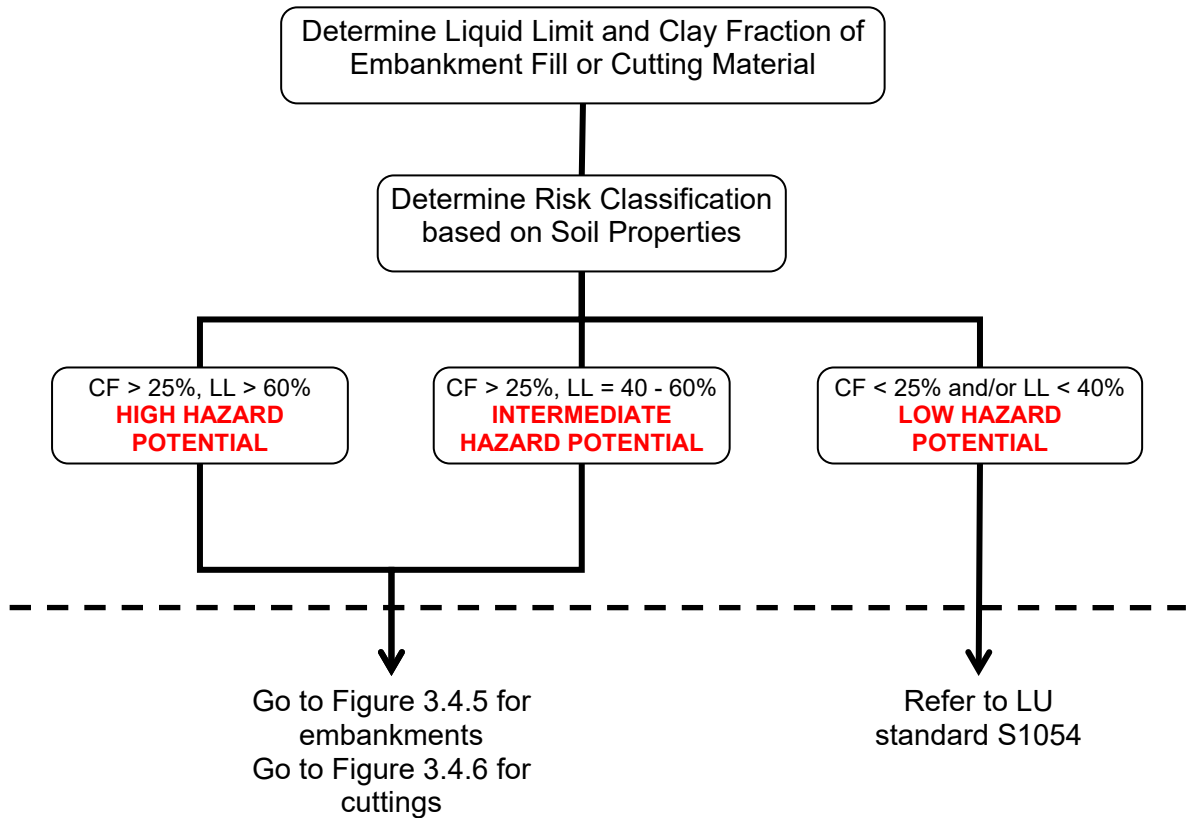 Determine Liquid Limit and Clay Fraction of
Embankment Fill or Cutting Material
Determine Risk Classification
based on Soil Properties
CF > 25%, LL > 60%
HIGH HAZARD
POTENTIAL
CF > 25%, LL = 40 - 60%
INTERMEDIATE
HAZARD POTENTIAL
CF < 25% and/or LL < 40%
LOW HAZARD
POTENTIAL
Go to Figure 3.4.5 for
embankments
Go to Figure 3.4.6 for
cuttings
Refer to LU
standard S1054